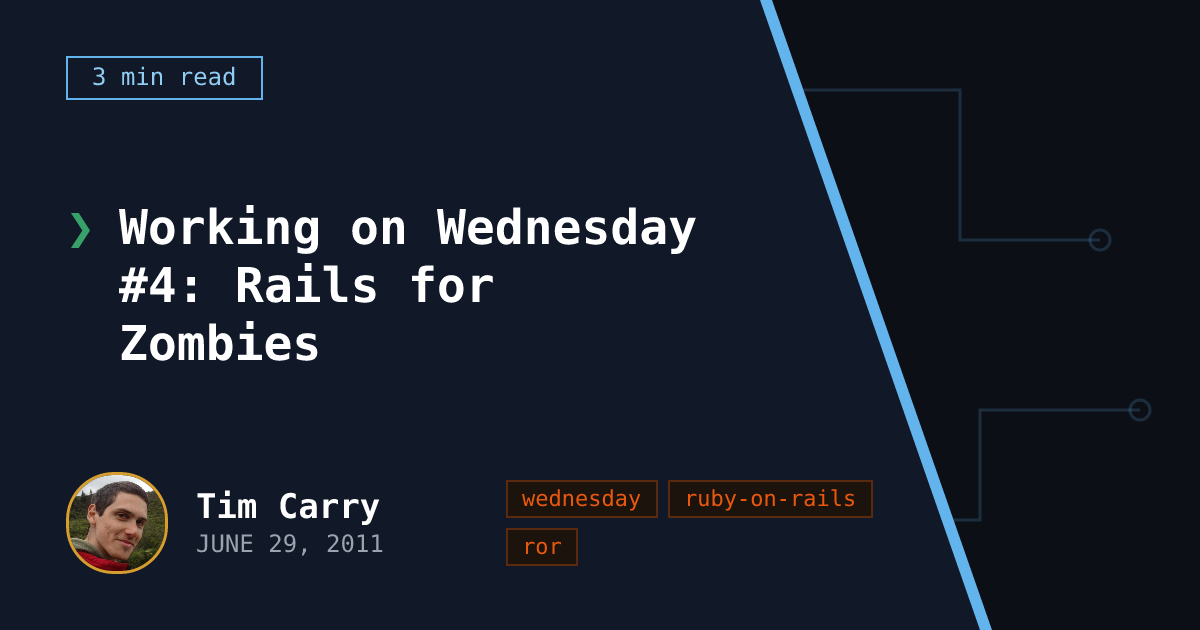 3 min read
❯ Working on Wednesday
#4: Rails for
Zombies
Tim Carry
JUNE 29, 2011
wednesday ruby-on-rails
ror